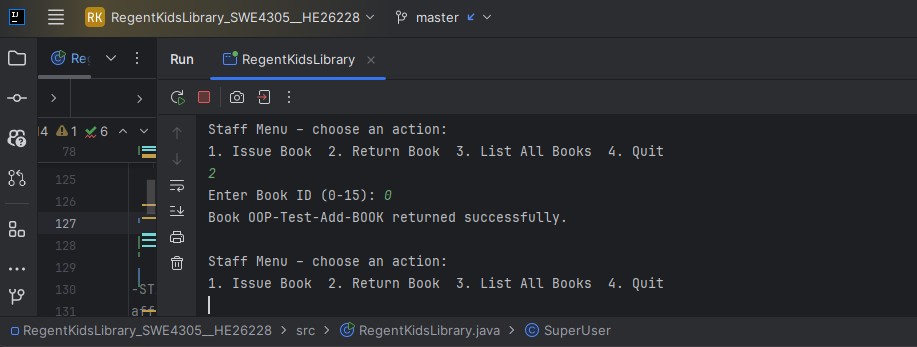 RK RegentKidsLibrary_SWE4305__HE26228 master
Re
Run RegentKidsLibrary
14 1 6
78
125
126
127
128
129
130 -ST
131 aff
Staff Menu – choose an action:
1. Issue Book 2. Return Book 3. List All Books 4. Quit
2
Enter Book ID (0-15): 0
Book OOP-Test-Add-BOOK returned successfully.
Staff Menu – choose an action:
1. Issue Book 2. Return Book 3. List All Books 4. Quit
RegentKidsLibrary_SWE4305__HE26228 > src > RegentKidsLibrary.java > SuperUser